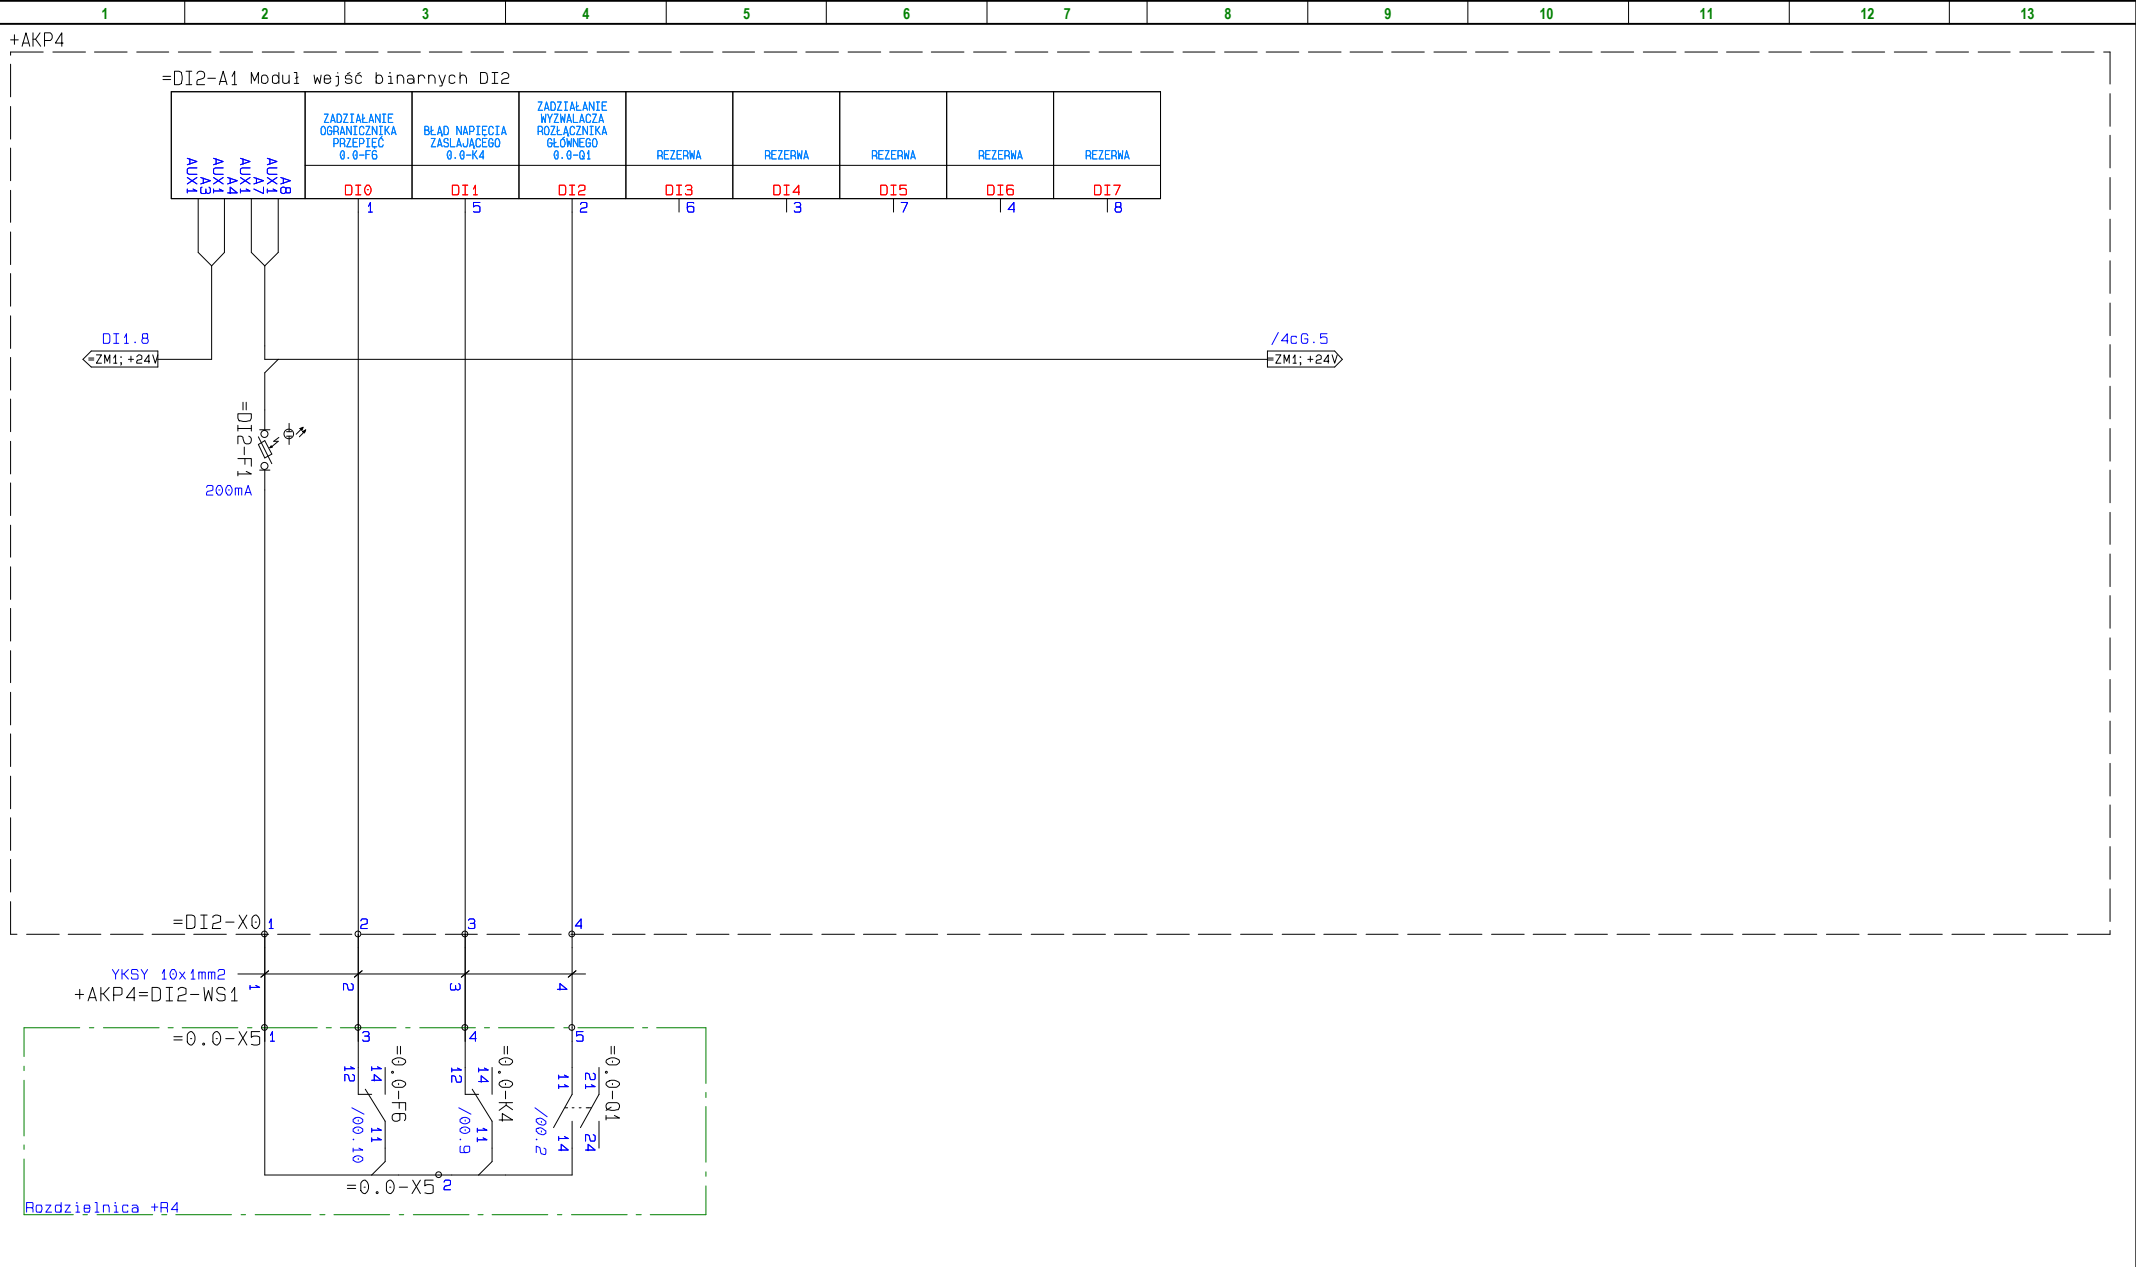 1 2 3 4 5 6 7 8 9 10 11 12 13
+AKP4
=DI2-A1 Moduł wejść binarnych DI2
AUX1
A3
AUX1
A4
AUX1
A7
AUX1
A8
ZADZIAŁANIE
OGRANICZNIKA
PRZEPIĘĆ
0.0-F6
BŁĄD NAPIĘCIA
ZASLAJĄCEGO
0.0-K4
ZADZIAŁANIE
WYZWALACZA
ROZŁĄCZNIKA
GŁÓWNEGO
0.0-Q1
REZERWA
REZERWA
REZERWA
REZERWA
REZERWA
DI0 DI1 DI2 DI3 DI4 DI5 DI6 DI7
1 5 2 6 3 7 4 8
DI1.8
=ZM1; +24V
/4cG.5
=ZM1; +24V
=DI2-F1
200mA
=DI2-X0 1 2 3 4
YKSY 10x1mm2
+AKP4=DI2-WS1
1 2 3 4
=0.0-X5 1 3 4 5
12 14 =0.0-F6
/00.10 11
12 14 =0.0-K4
/00.9 11
11 21 =0.0-Q1
/00.2 14 24
=0.0-X5 2
Rozdzielnica +R4